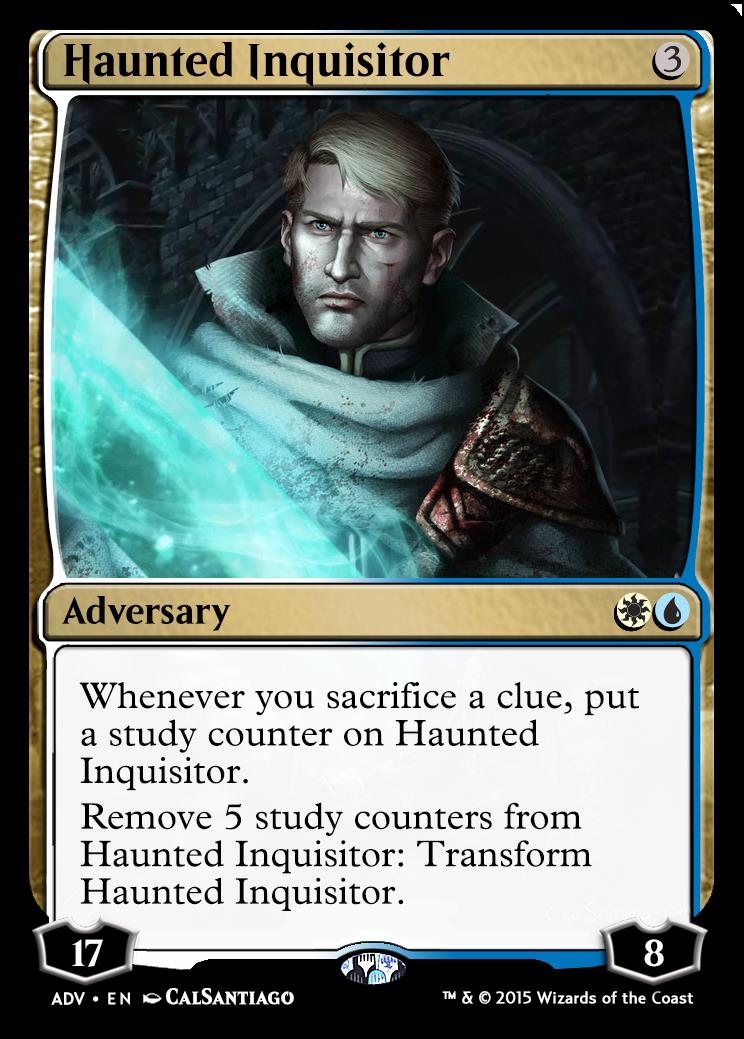 Haunted Inquisitor 3
Adversary
Whenever you sacrifice a clue, put
a study counter on Haunted
Inquisitor.
Remove 5 study counters from
Haunted Inquisitor: Transform
Haunted Inquisitor.
17 8
ADV • EN CALSANTIAGO
™ & © 2015 Wizards of the Coast